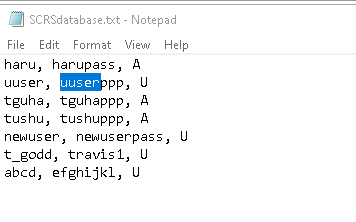 SCRSdatabase.txt - Notepad
File Edit Format View Help
haru, harupass, A
uuser, uuserppp, U
tguha, tguhappp, A
tushu, tushuppp, A
newuser, newuserpass, U
t_godd, travis1, U
abcd, efghijkl, U